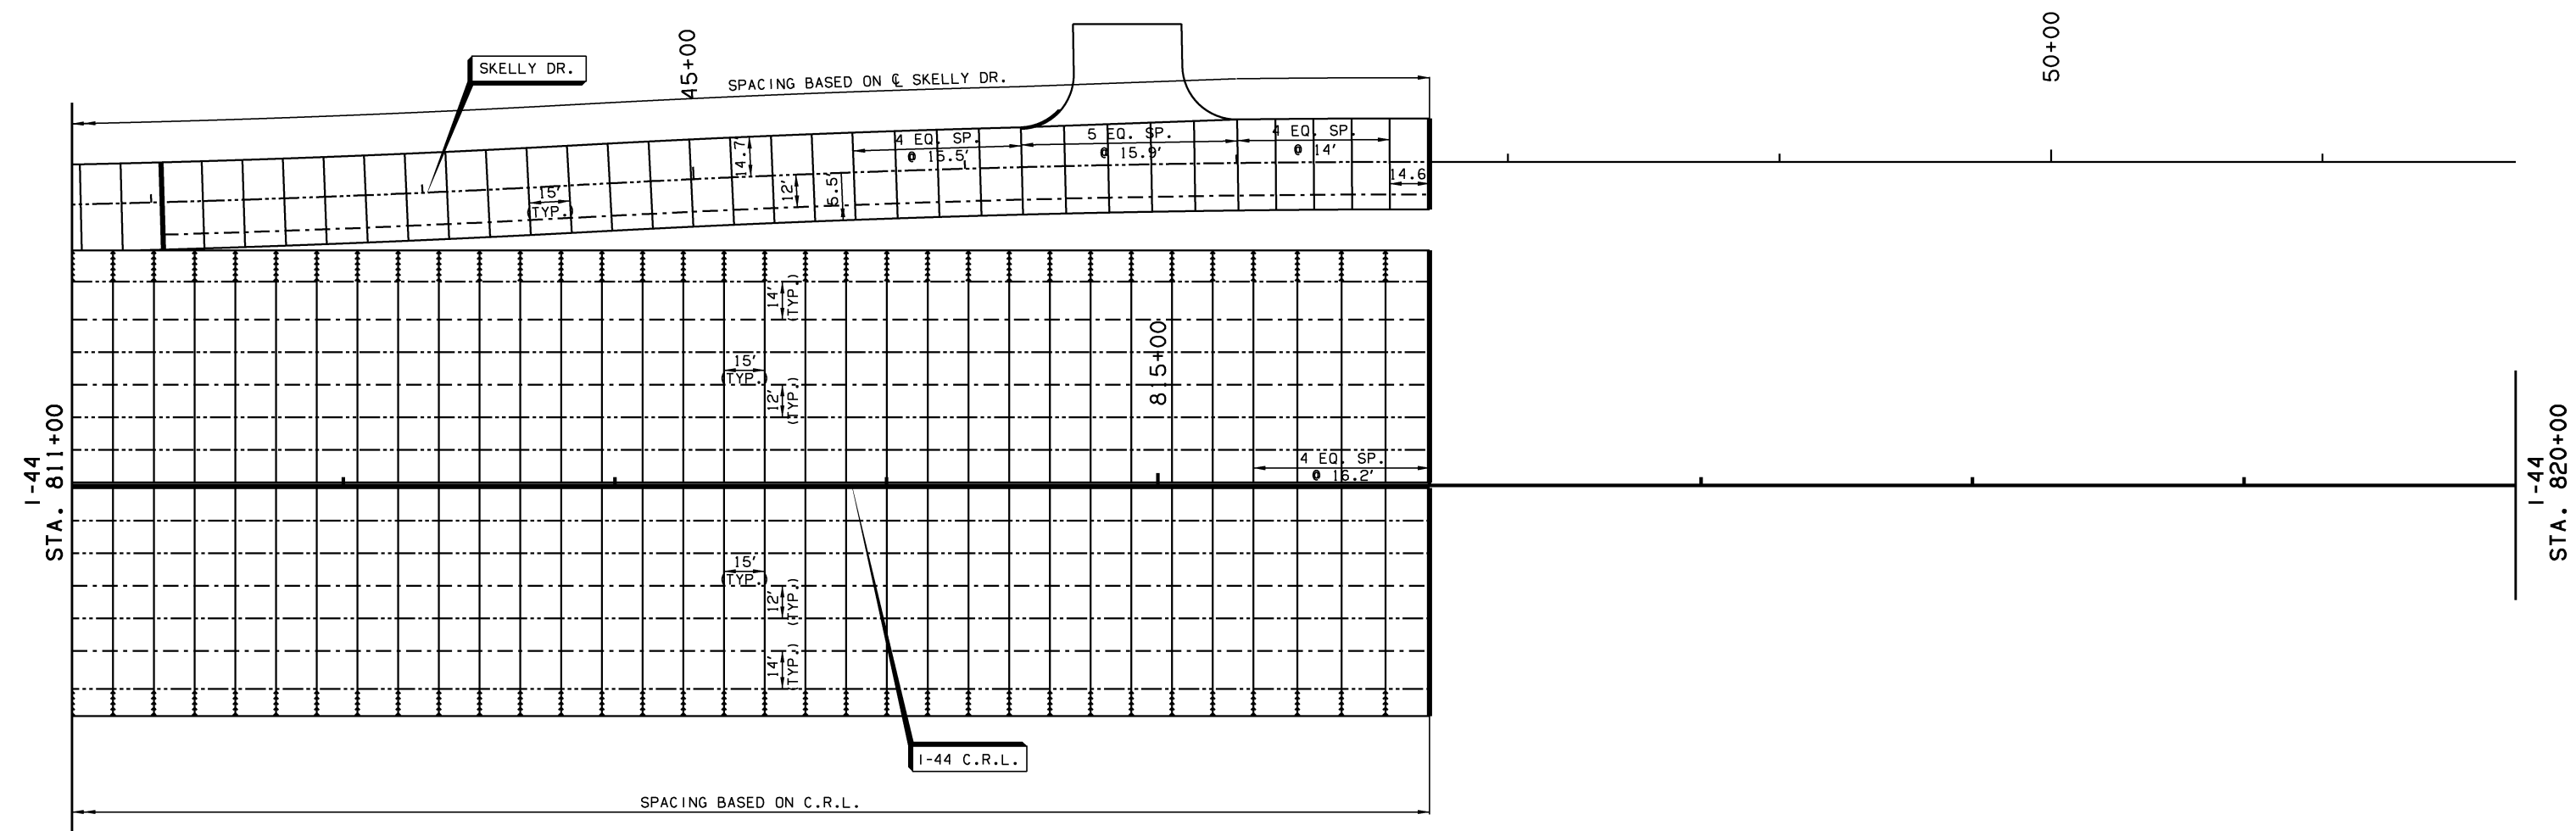 SKELLY DR.
45+00
50+00
SPACING BASED ON ℄ SKELLY DR.
4 EQ. SP.
@ 15.5'
5 EQ. SP.
@ 15.9'
4 EQ. SP.
@ 14'
14.6
14.7'
12'
5.5'
15'
(TYP.)
14'
(TYP.)
15'
(TYP.)
12'
(TYP.)
815+00
4 EQ. SP.
@ 16.2'
I-44
STA. 811+00
I-44
STA. 820+00
15'
(TYP.)
12'
(TYP.)
14'
(TYP.)
I-44 C.R.L.
SPACING BASED ON C.R.L.